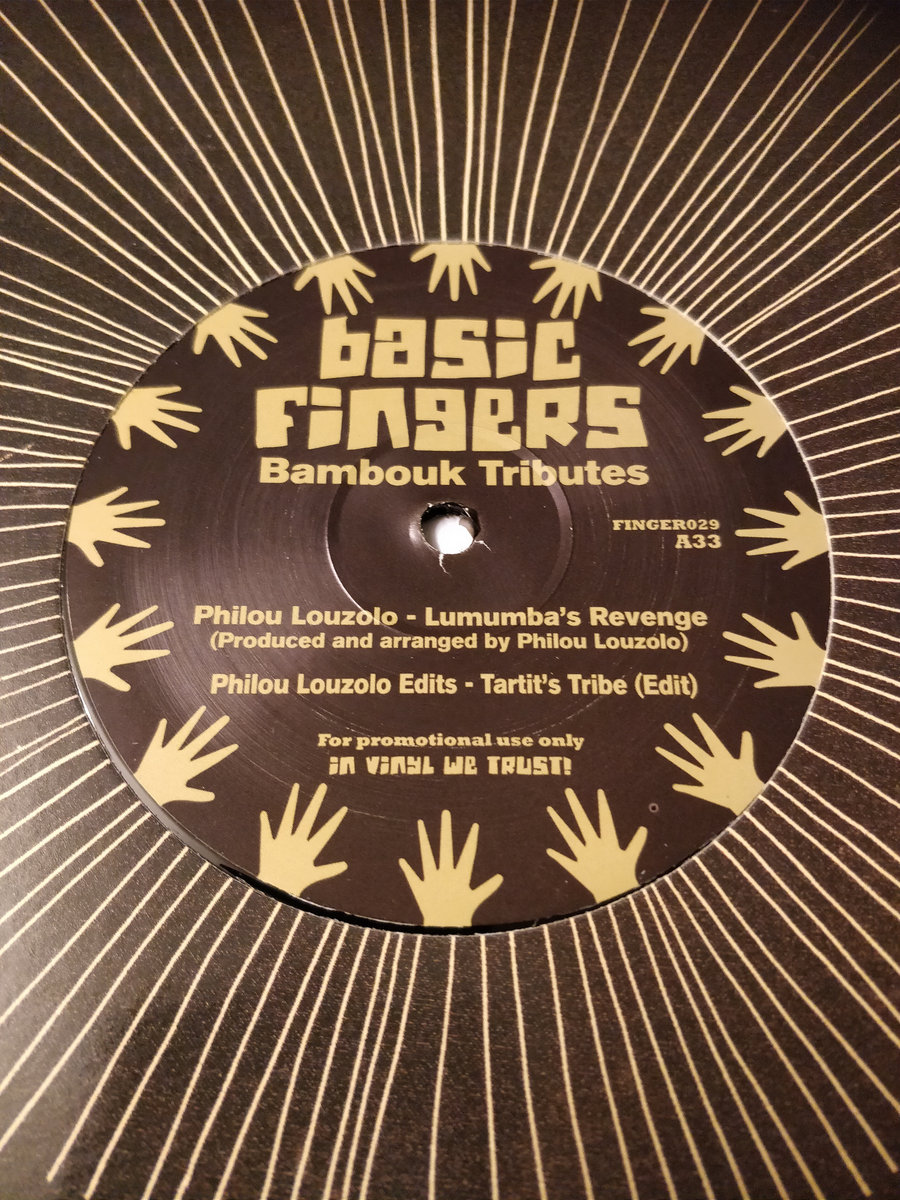 basic
fingers
Bambouk Tributes
FINGER029
A33
Philou Louzolo - Lumumba's Revenge
(Produced and arranged by Philou Louzolo)
Philou Louzolo Edits - Tartit's Tribe (Edit)
For promotional use only
in vinyl we trust!